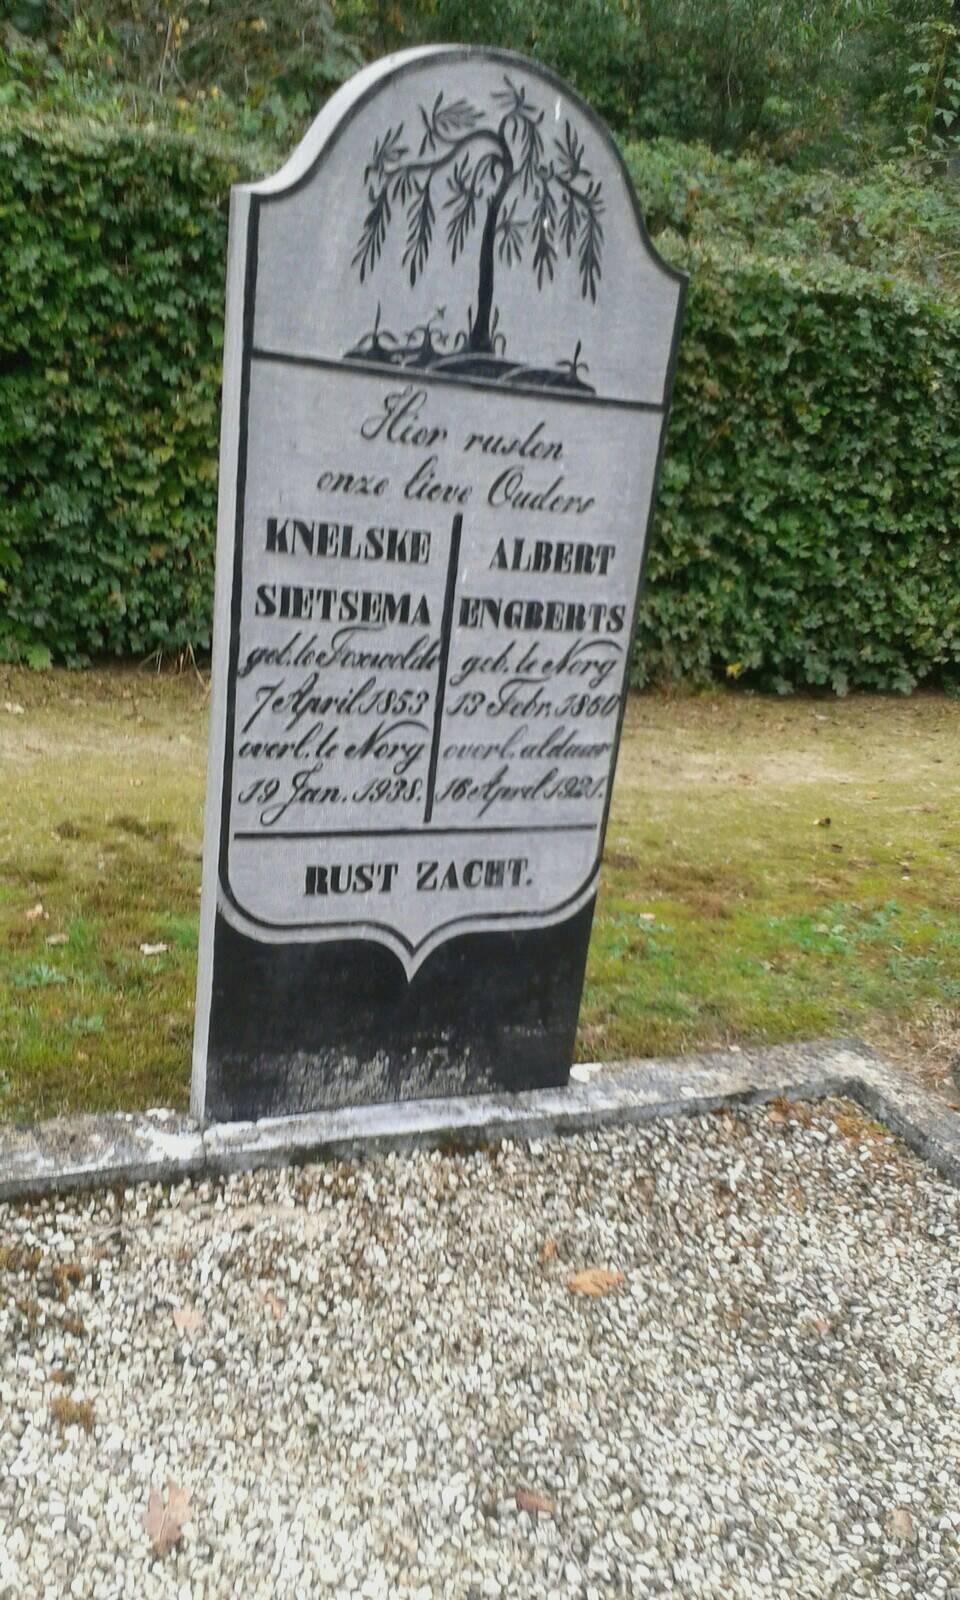 Hier rusten
onze lieve Ouders
KNELSKE
SIETSEMA
geb. te Foxwolde
7 April 1853
overl. te Norg
19 Jan. 1938.
ALBERT
ENGBERTS
geb. te Norg
13 Febr. 1860
overl. aldaar
16 April 1921.
RUST ZACHT.